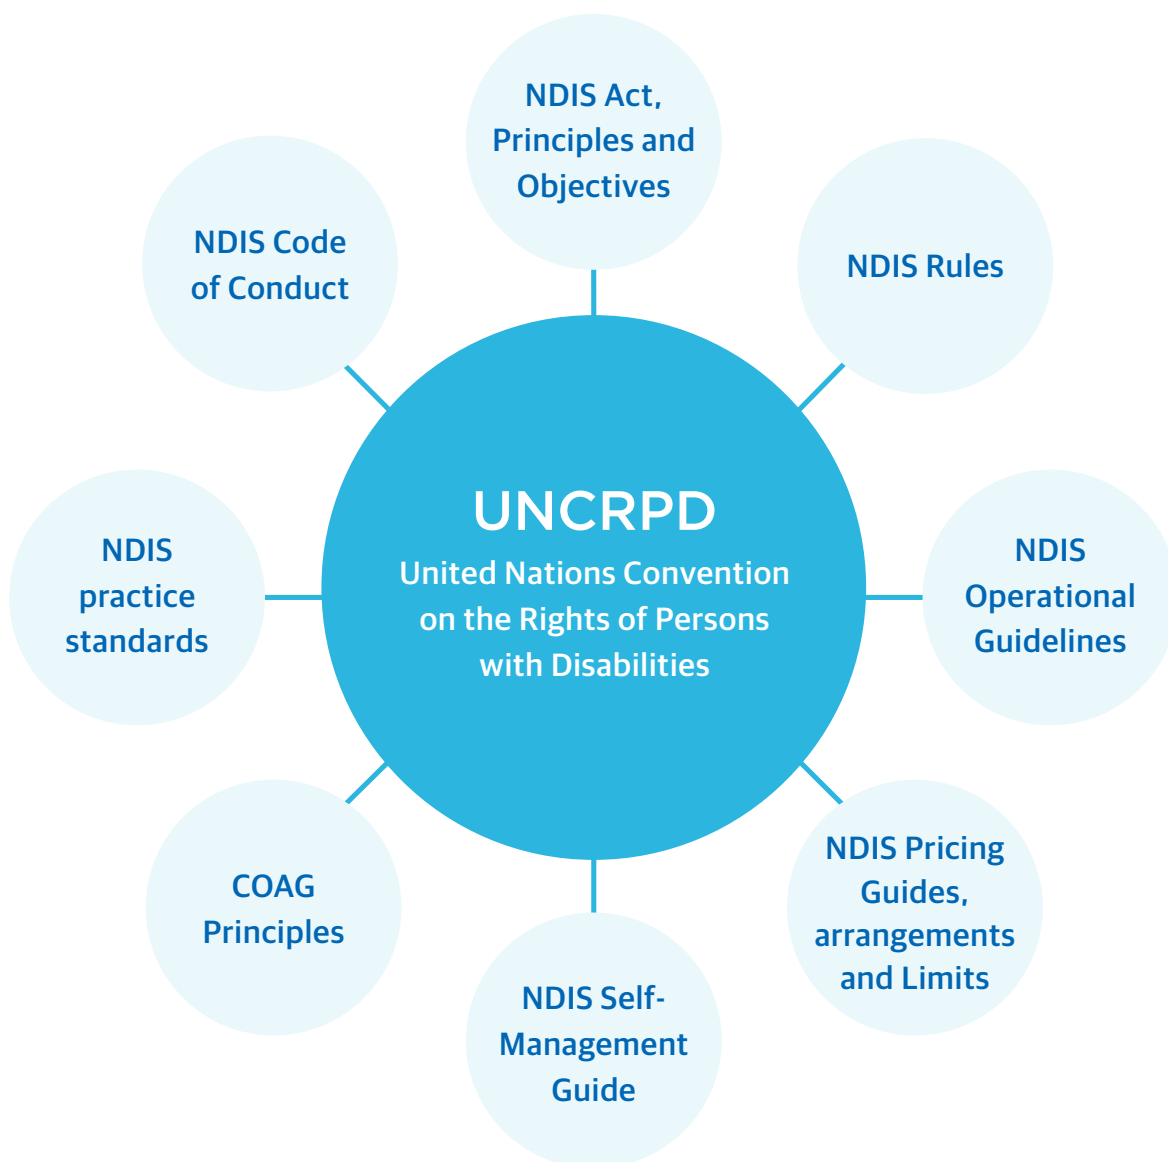 NDIS Act,
Principles and
Objectives
NDIS Rules
NDIS
Operational
Guidelines
NDIS Pricing
Guides,
arrangements
and Limits
NDIS Self-
Management
Guide
COAG
Principles
NDIS
practice
standards
NDIS Code
of Conduct
UNCRPD
United Nations Convention
on the Rights of Persons
with Disabilities